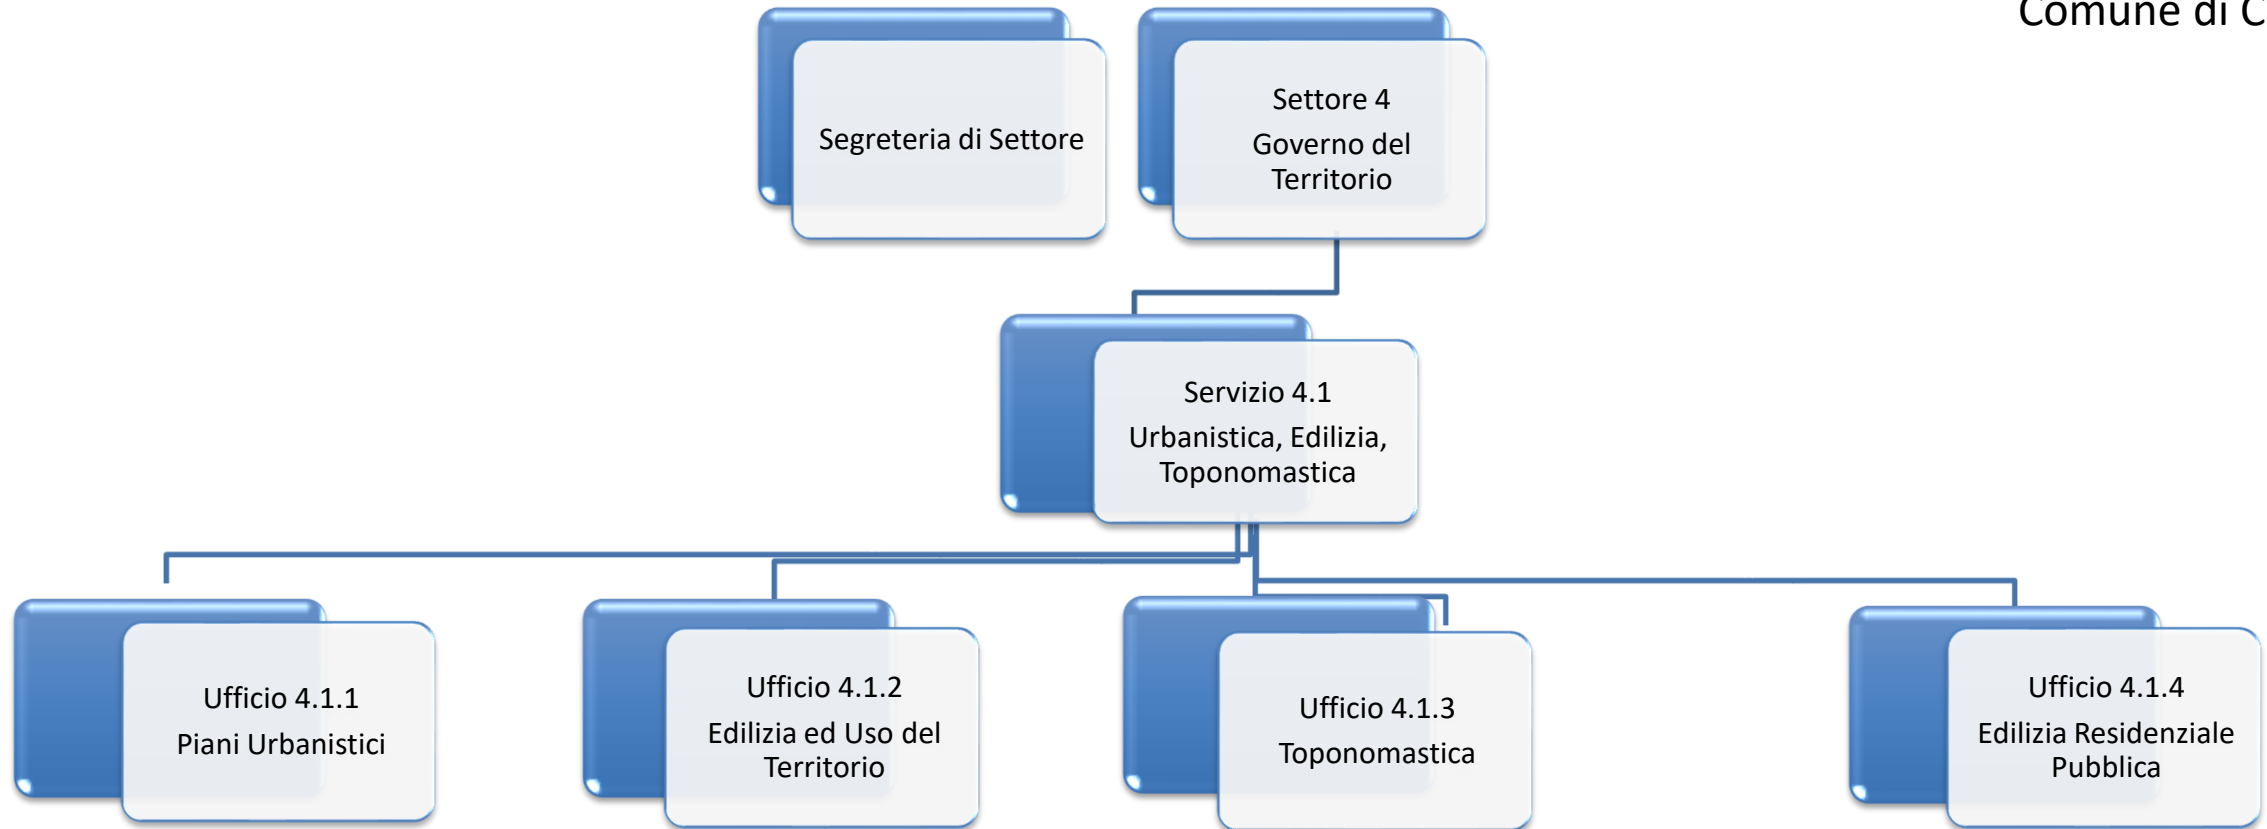 Comune di C
Segreteria di Settore
Settore 4
Governo del
Territorio
Servizio 4.1
Urbanistica, Edilizia,
Toponomastica
Ufficio 4.1.1
Piani Urbanistici
Ufficio 4.1.2
Edilizia ed Uso del
Territorio
Ufficio 4.1.3
Toponomastica
Ufficio 4.1.4
Edilizia Residenziale
Pubblica